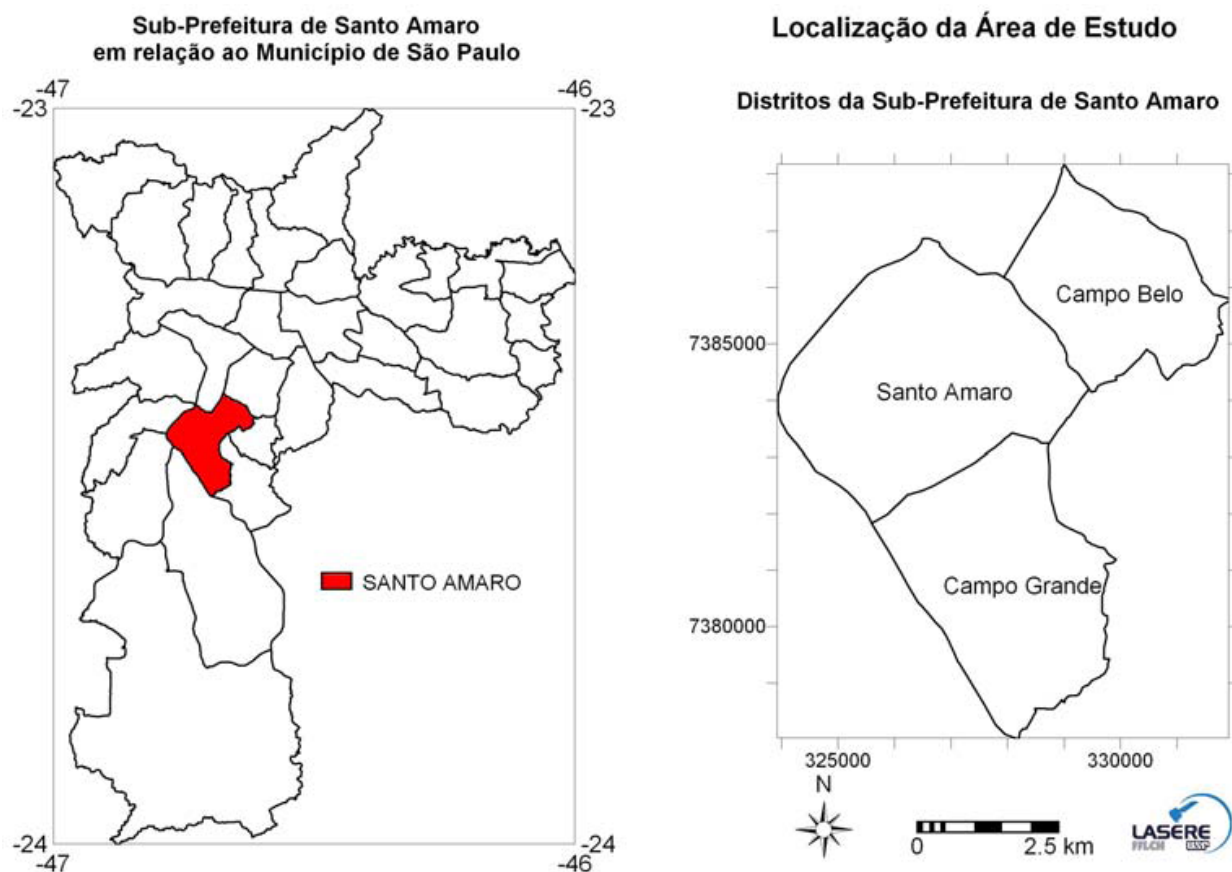 Sub-Prefeitura de Santo Amaro
em relação ao Município de São Paulo
-47
-46
-23
-23
SANTO AMARO
-24
-24
-47
-46
Localização da Área de Estudo
Distritos da Sub-Prefeitura de Santo Amaro
Campo Belo
7385000
Santo Amaro
Campo Grande
7380000
325000
330000
N
0
2.5 km
LASERE
FFLCH
USP